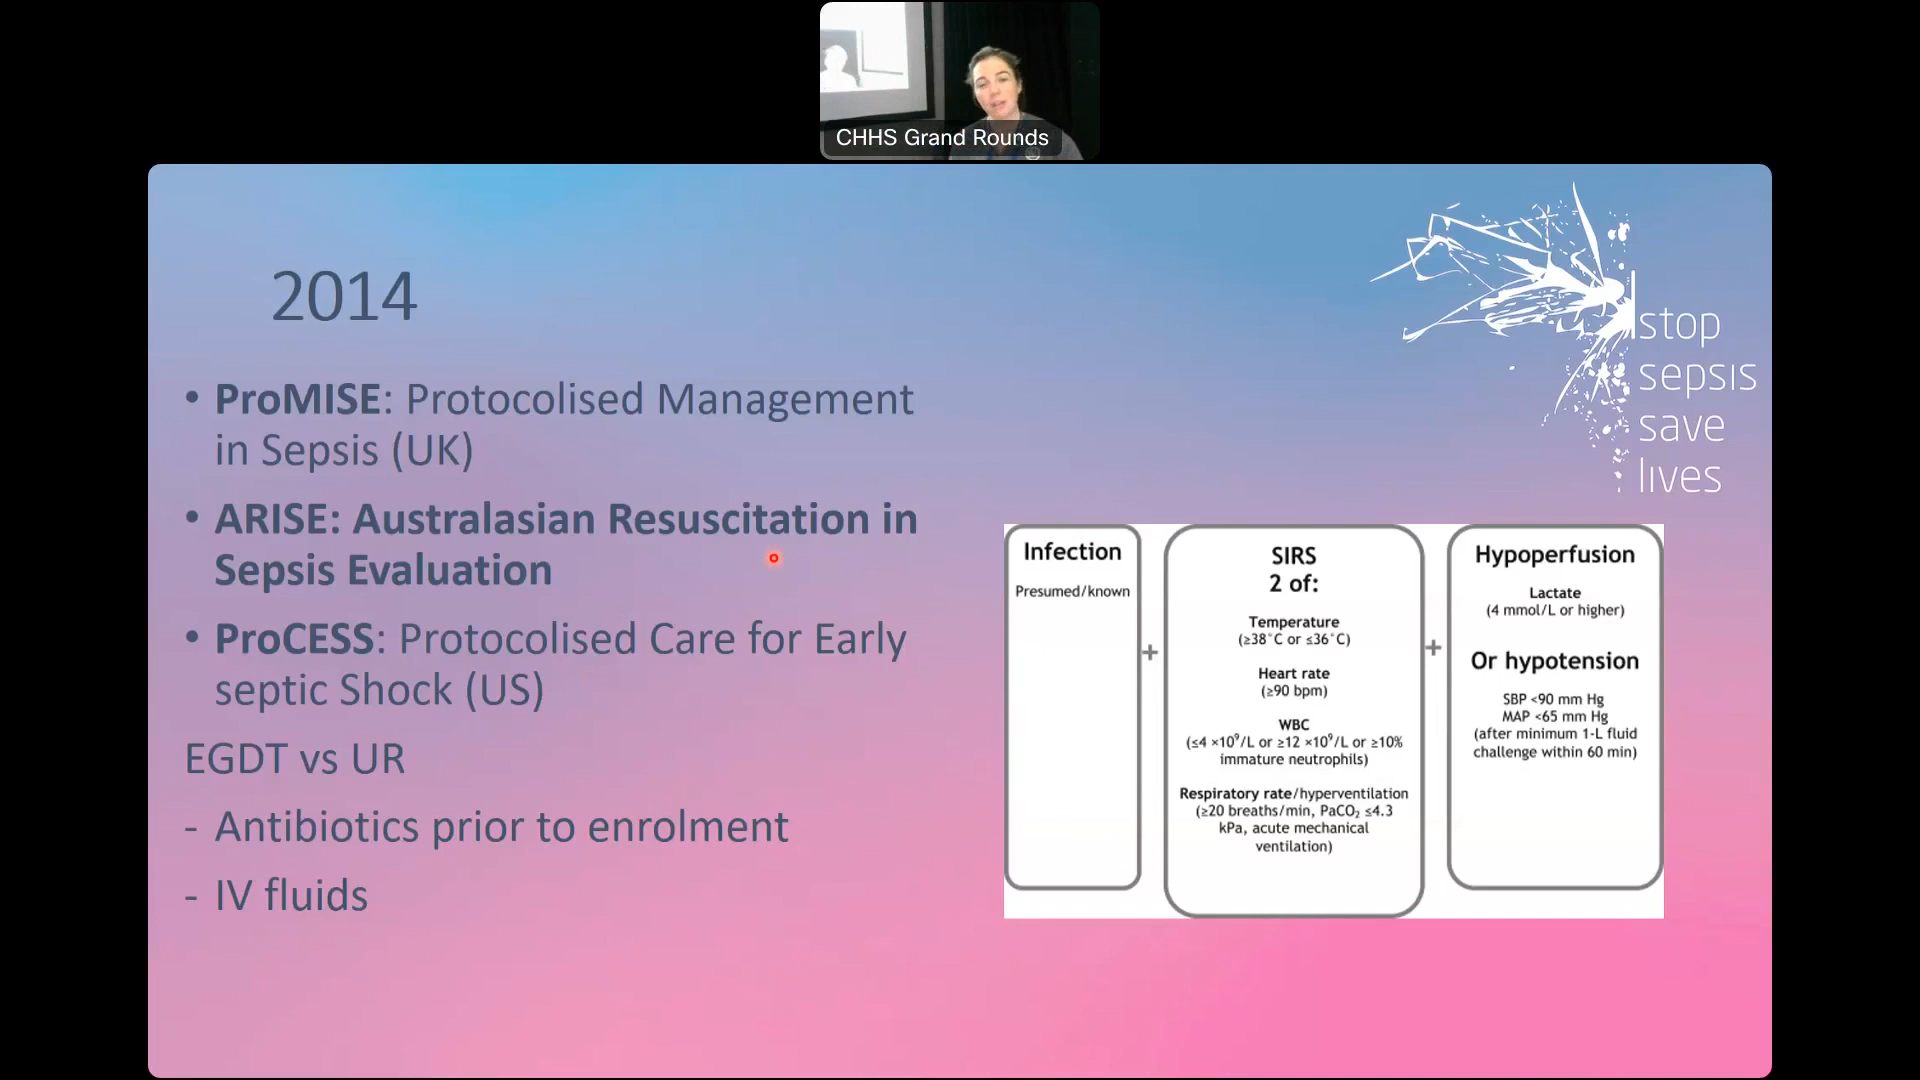 CHHS Grand Rounds
2014
stop
sepsis
save
lives
• ProMISE: Protocolised Management
in Sepsis (UK)
• ARISE: Australasian Resuscitation in
Sepsis Evaluation
• ProCESS: Protocolised Care for Early
septic Shock (US)
EGDT vs UR
- Antibiotics prior to enrolment
- IV fluids
Infection
Presumed/known
+
SIRS
2 of:
Temperature
(≥38°C or ≤36°C)
Heart rate
(≥90 bpm)
WBC
(≤4 ×10⁹/L or ≥12 ×10⁹/L or ≥10%
immature neutrophils)
Respiratory rate/hyperventilation
(≥20 breaths/min, PaCO₂ ≤4.3
kPa, acute mechanical
ventilation)
+
Hypoperfusion
Lactate
(4 mmol/L or higher)
Or hypotension
SBP <90 mm Hg
MAP <65 mm Hg
(after minimum 1-L fluid
challenge within 60 min)